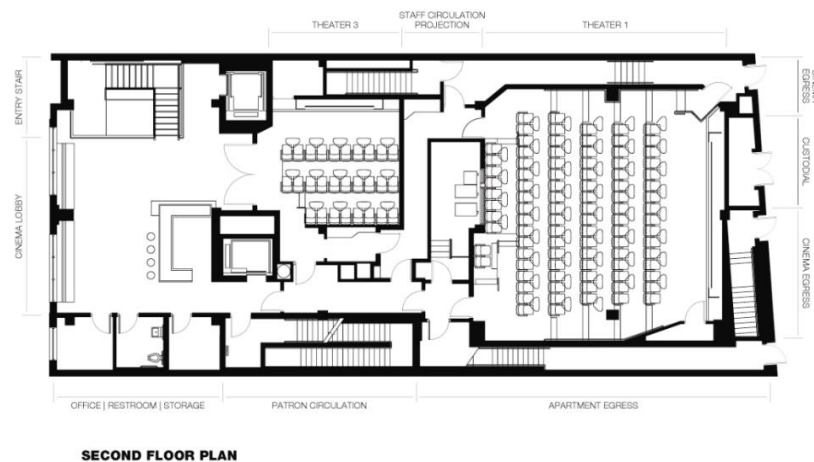 THEATER 3
STAFF CIRCULATION
PROJECTION
THEATER 1
ENTRY STAIR
CINEMA LOBBY
EGRESS
CUSTODIAL
CINEMA EGRESS
OFFICE | RESTROOM | STORAGE
PATRON CIRCULATION
APARTMENT EGRESS
SECOND FLOOR PLAN